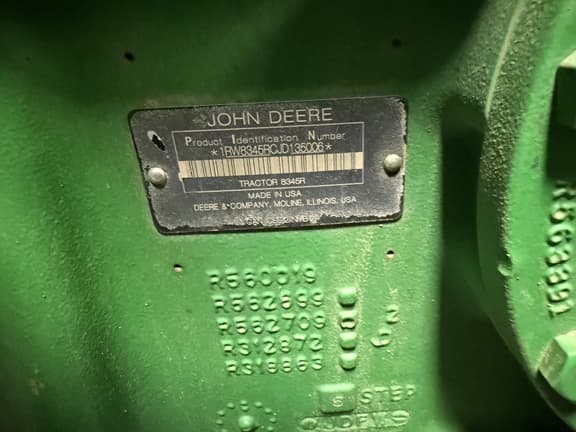 JOHN DEERE
Product Identification Number
*1RW8345RCJD135006*
TRACTOR 8345R
MADE IN USA
DEERE & COMPANY, MOLINE, ILLINOIS, USA
R560019
R562699
R562709
R312872
R318863
6 STEP